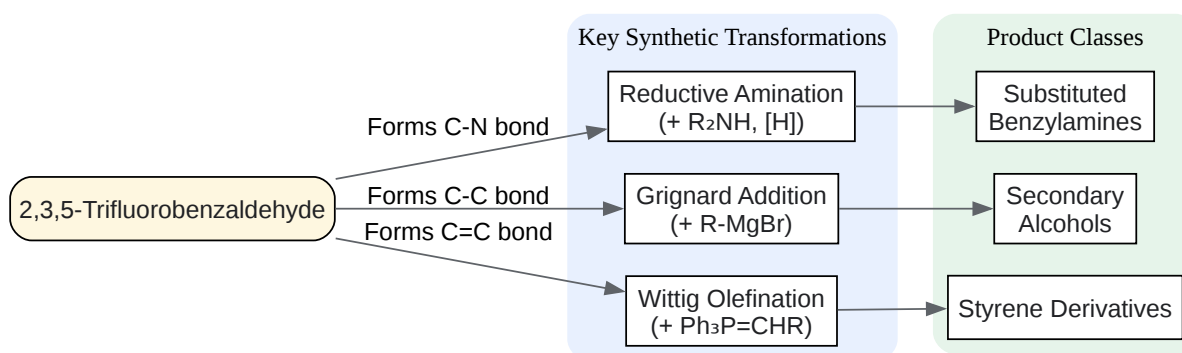 Key Synthetic Transformations
Product Classes
Reductive Amination
(+ R₂NH, [H])
Substituted
Benzylamines
Forms C-N bond
2,3,5-Trifluorobenzaldehyde
Forms C-C bond
Grignard Addition
(+ R-MgBr)
Secondary
Alcohols
Forms C=C bond
Wittig Olefination
(+ Ph₃P=CHR)
Styrene Derivatives